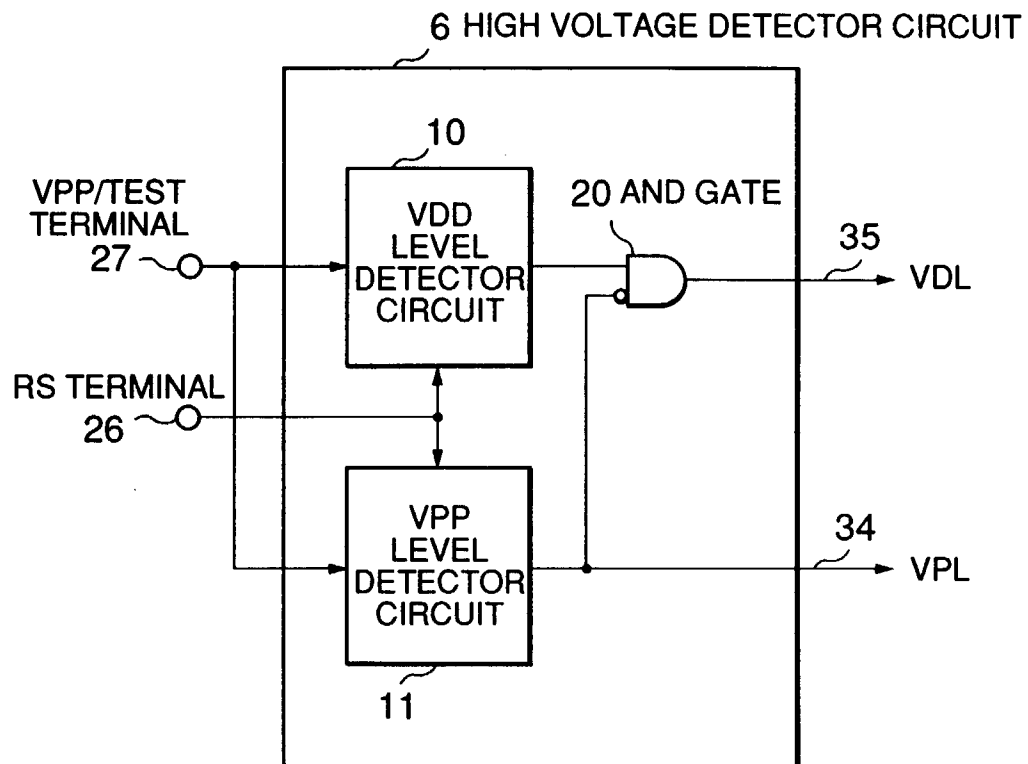 6 HIGH VOLTAGE DETECTOR CIRCUIT
10
VPP/TEST
TERMINAL
27
VDD
LEVEL
DETECTOR
CIRCUIT
20 AND GATE
35
VDL
RS TERMINAL
26
VPP
LEVEL
DETECTOR
CIRCUIT
34
VPL
11